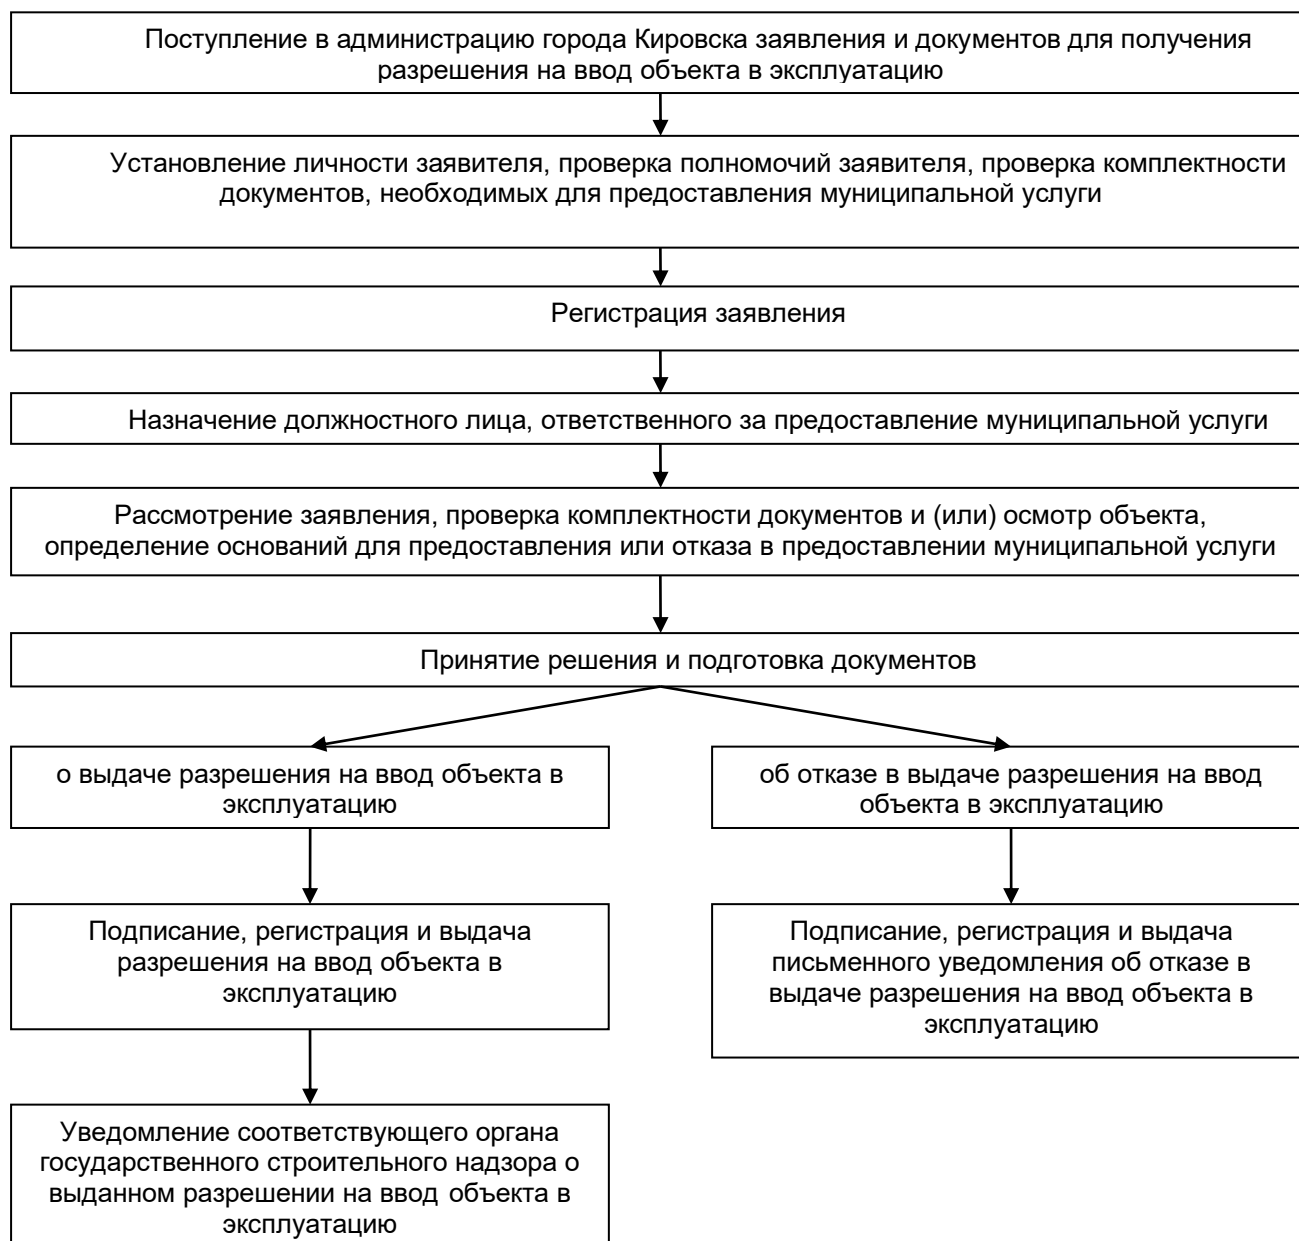 Поступление в администрацию города Кировска заявления и документов для получения
разрешения на ввод объекта в эксплуатацию
Установление личности заявителя, проверка полномочий заявителя, проверка комплектности
документов, необходимых для предоставления муниципальной услуги
Регистрация заявления
Назначение должностного лица, ответственного за предоставление муниципальной услуги
Рассмотрение заявления, проверка комплектности документов и (или) осмотр объекта,
определение оснований для предоставления или отказа в предоставлении муниципальной услуги
Принятие решения и подготовка документов
о выдаче разрешения на ввод объекта в
эксплуатацию
об отказе в выдаче разрешения на ввод
объекта в эксплуатацию
Подписание, регистрация и выдача
разрешения на ввод объекта в
эксплуатацию
Подписание, регистрация и выдача
письменного уведомления об отказе в
выдаче разрешения на ввод объекта в
эксплуатацию
Уведомление соответствующего органа
государственного строительного надзора о
выданном разрешении на ввод объекта в
эксплуатацию